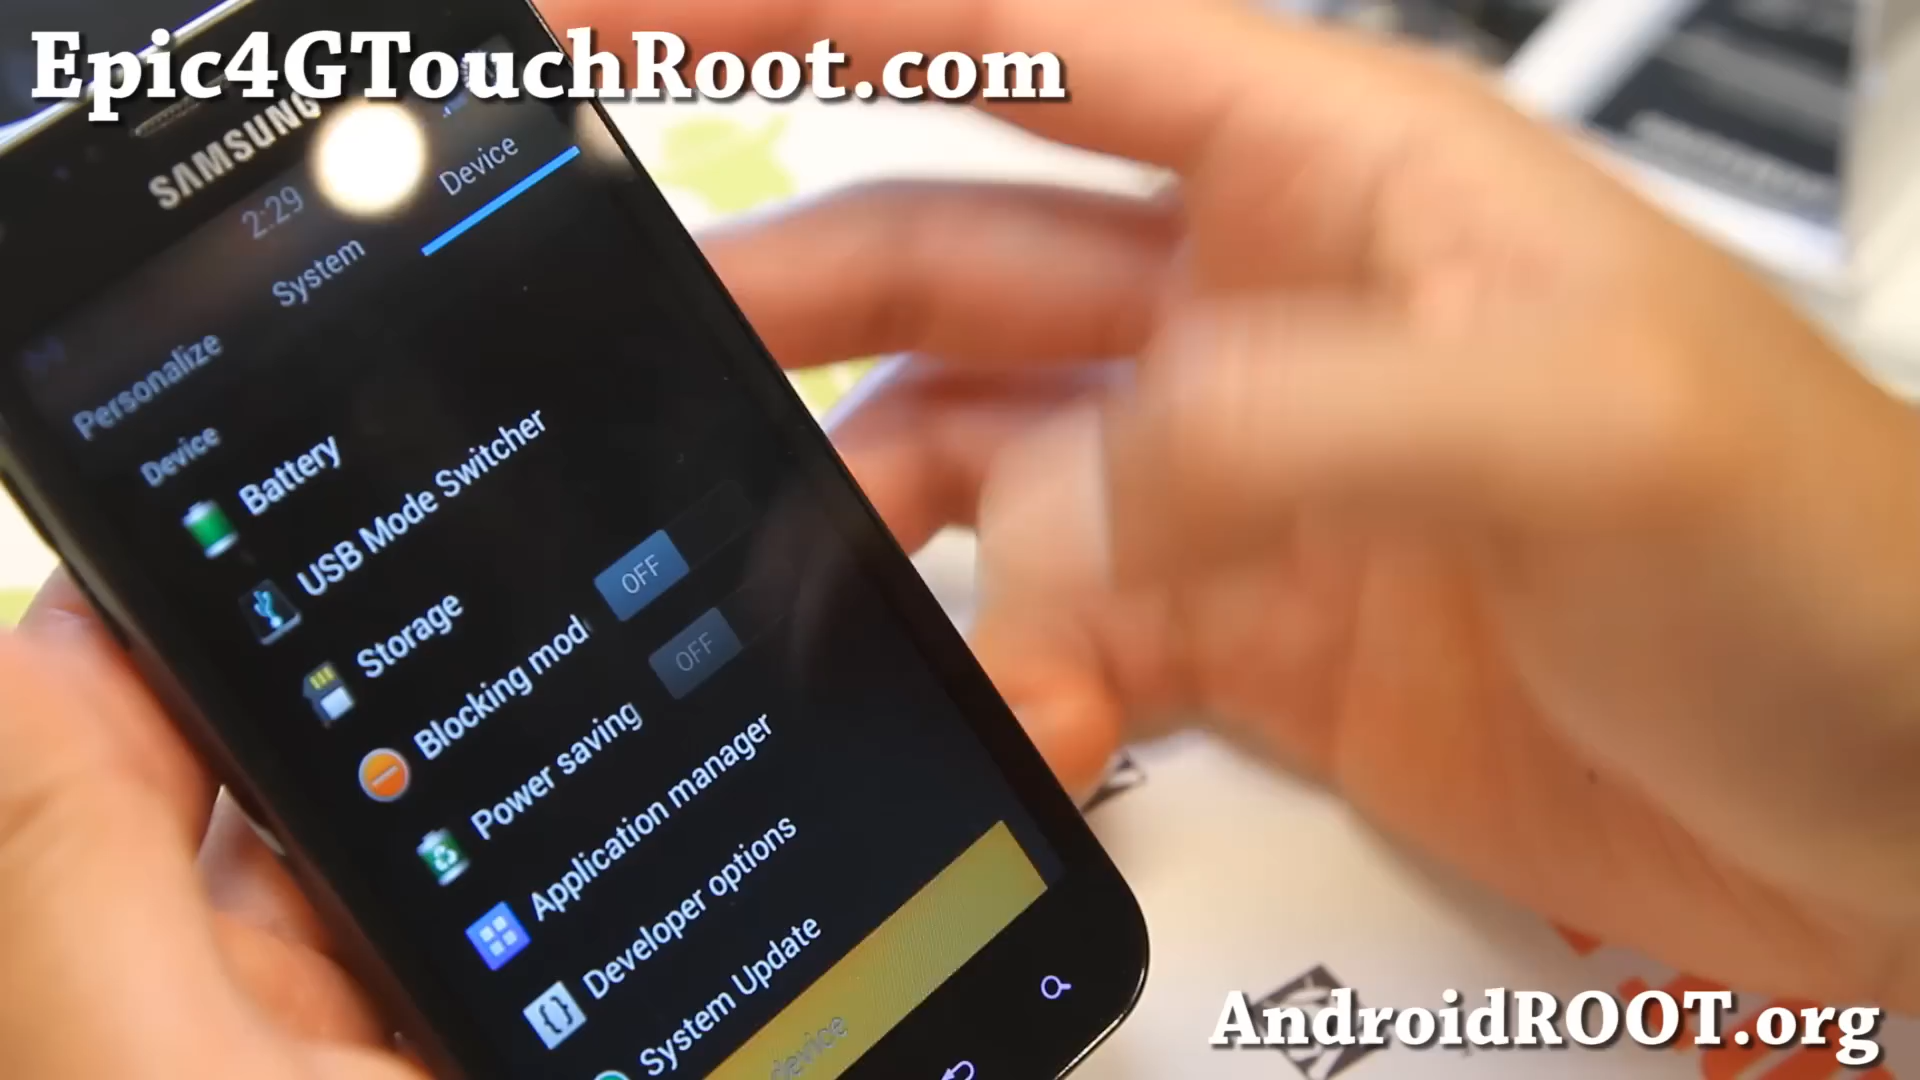 Epic4GTouchRoot.com
SAMSUNG
2:29
Personalize
System
Device
Device
Battery
USB Mode Switcher
Storage
Blocking mod
OFF
Power saving
OFF
Application manager
Developer options
System Update
device
AndroidROOT.org